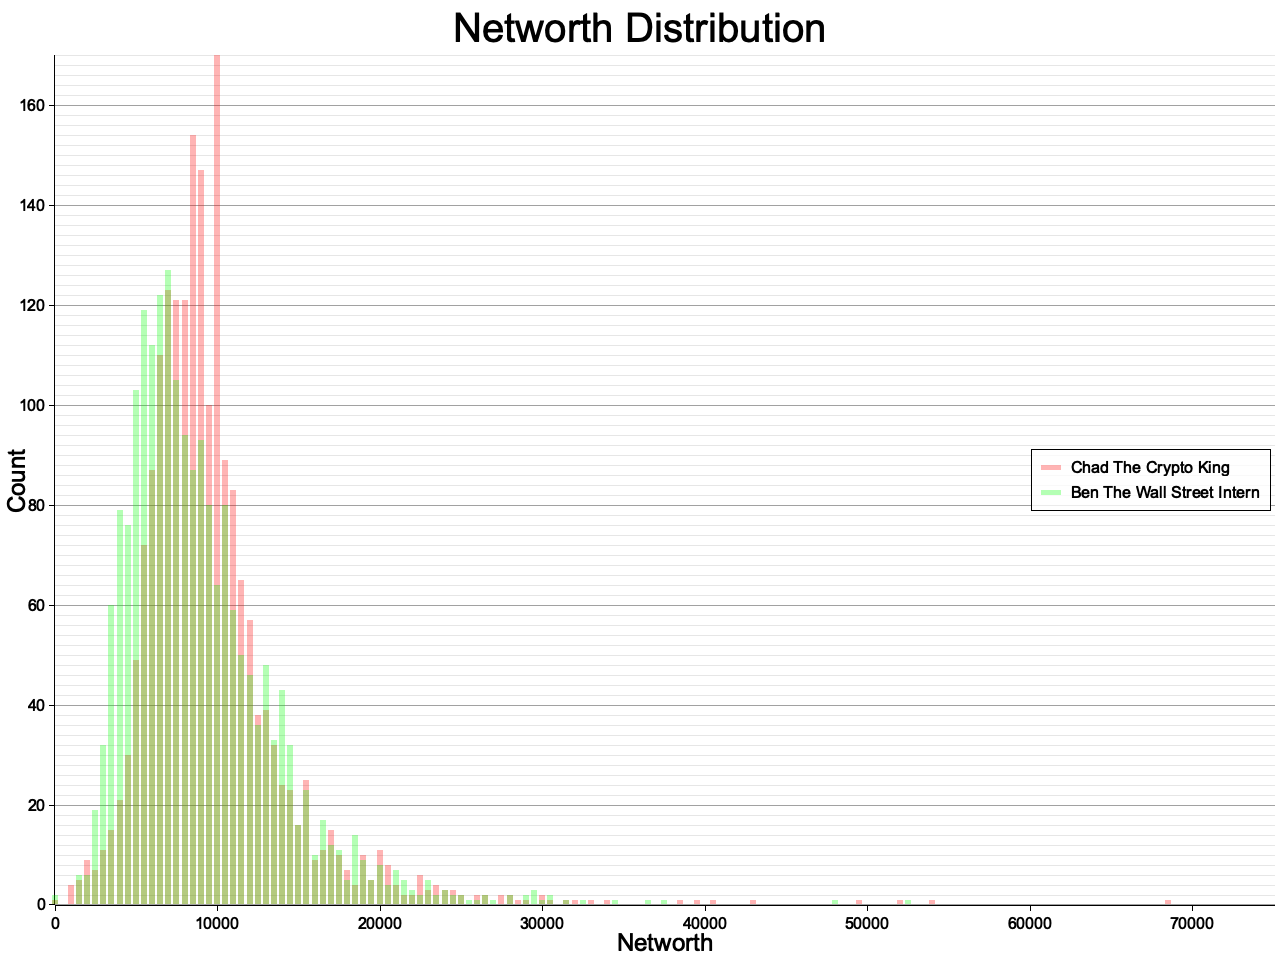 Networth Distribution
160
140
120
100
80
60
40
20
0
Count
Chad The Crypto King
Ben The Wall Street Intern
0 10000 20000 30000 40000 50000 60000 70000
Networth